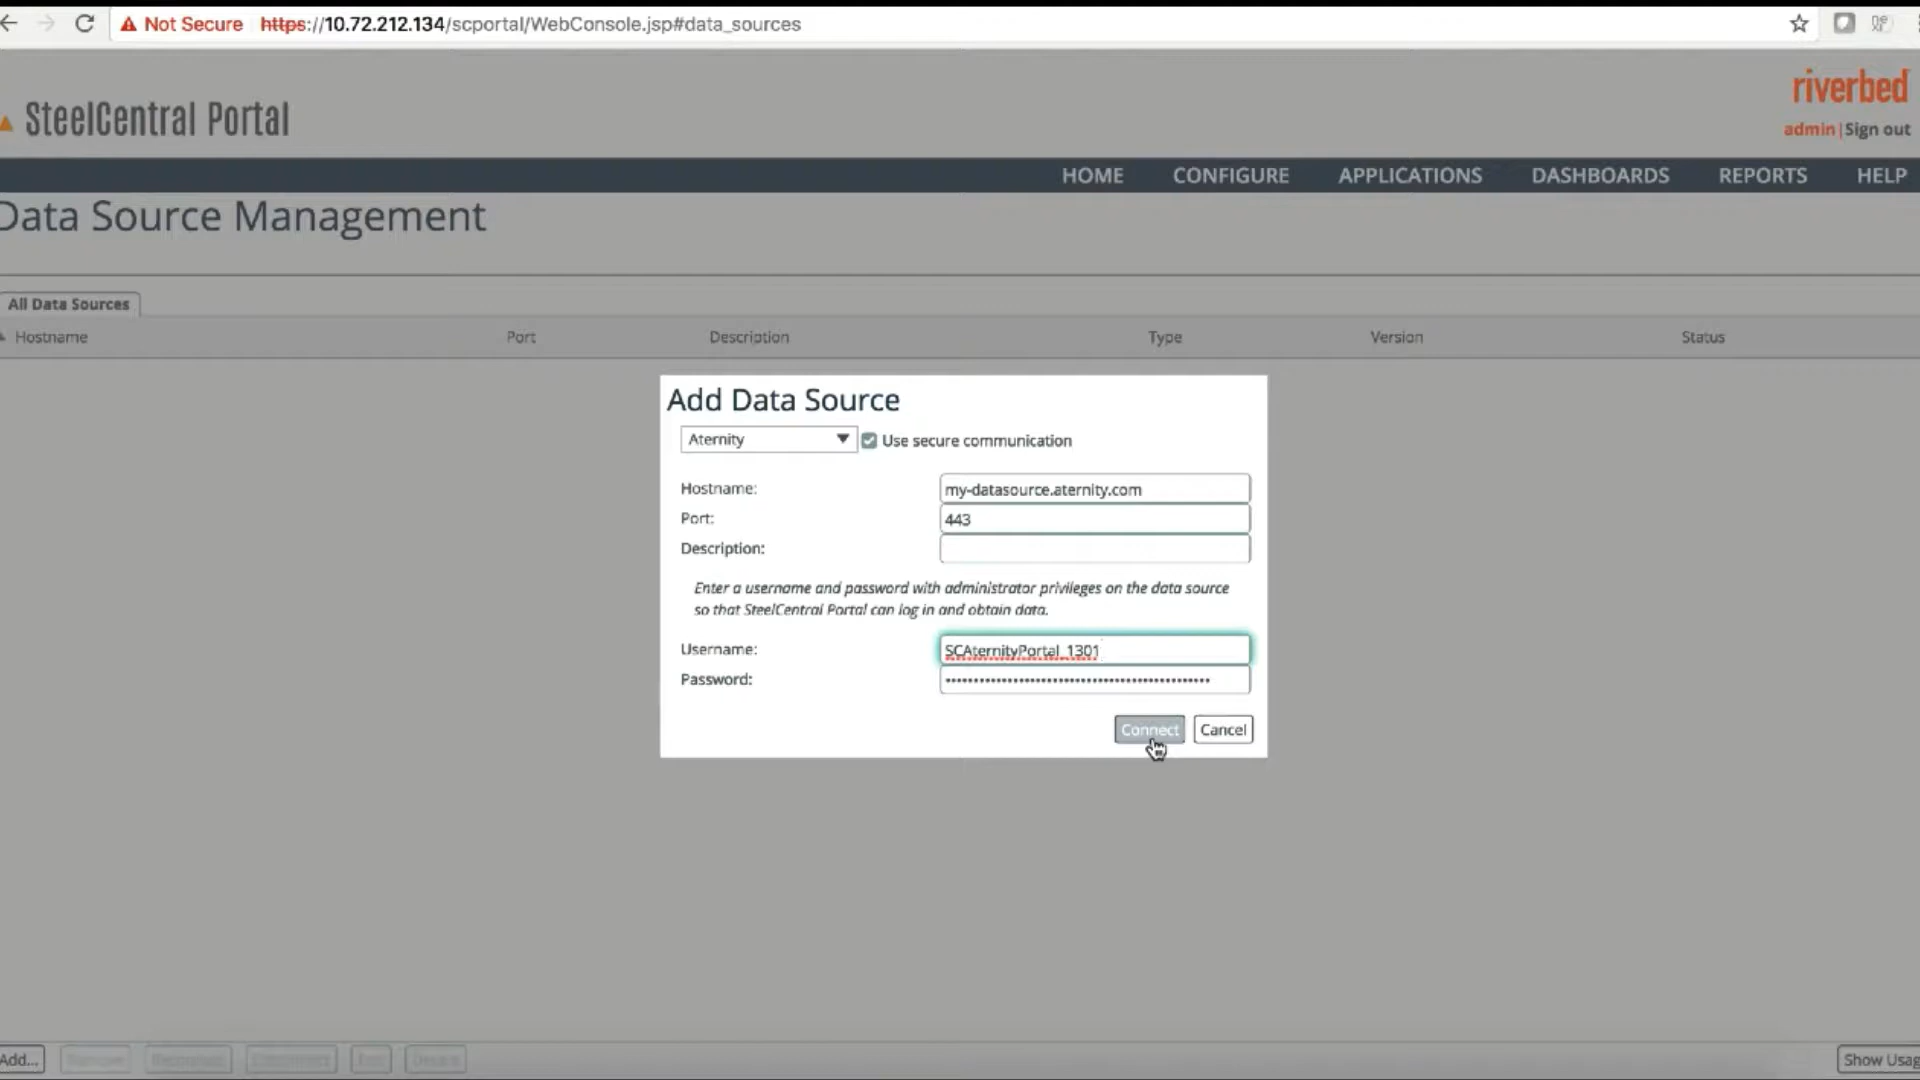 Not Secure https://10.72.212.134/scportal/WebConsole.jsp#data_sources
riverbed
SteelCentral Portal
admin|Sign out
HOME CONFIGURE APPLICATIONS DASHBOARDS REPORTS HELP
Data Source Management
All Data Sources
Hostname Port Description Type Version Status
Add Data Source
Aternity Use secure communication
Hostname: my-datasource.aternity.com
Port: 443
Description:
Enter a username and password with administrator privileges on the data source
so that SteelCentral Portal can log in and obtain data.
Username: SCAternityPortal_1301
Password: ••••••••••••••••••••••••••••••••••••••••••••••
Connect Cancel
Add... Show Usag